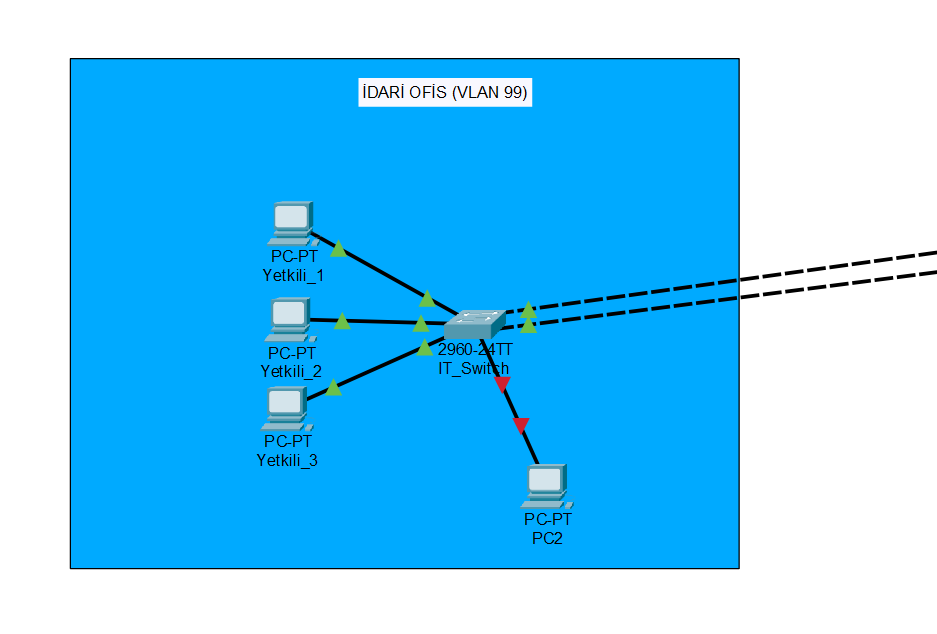 İDARİ OFİS (VLAN 99)
PC-PT
Yetkili_1
PC-PT
Yetkili_2
PC-PT
Yetkili_3
2960-24TT
IT_Switch
PC-PT
PC2